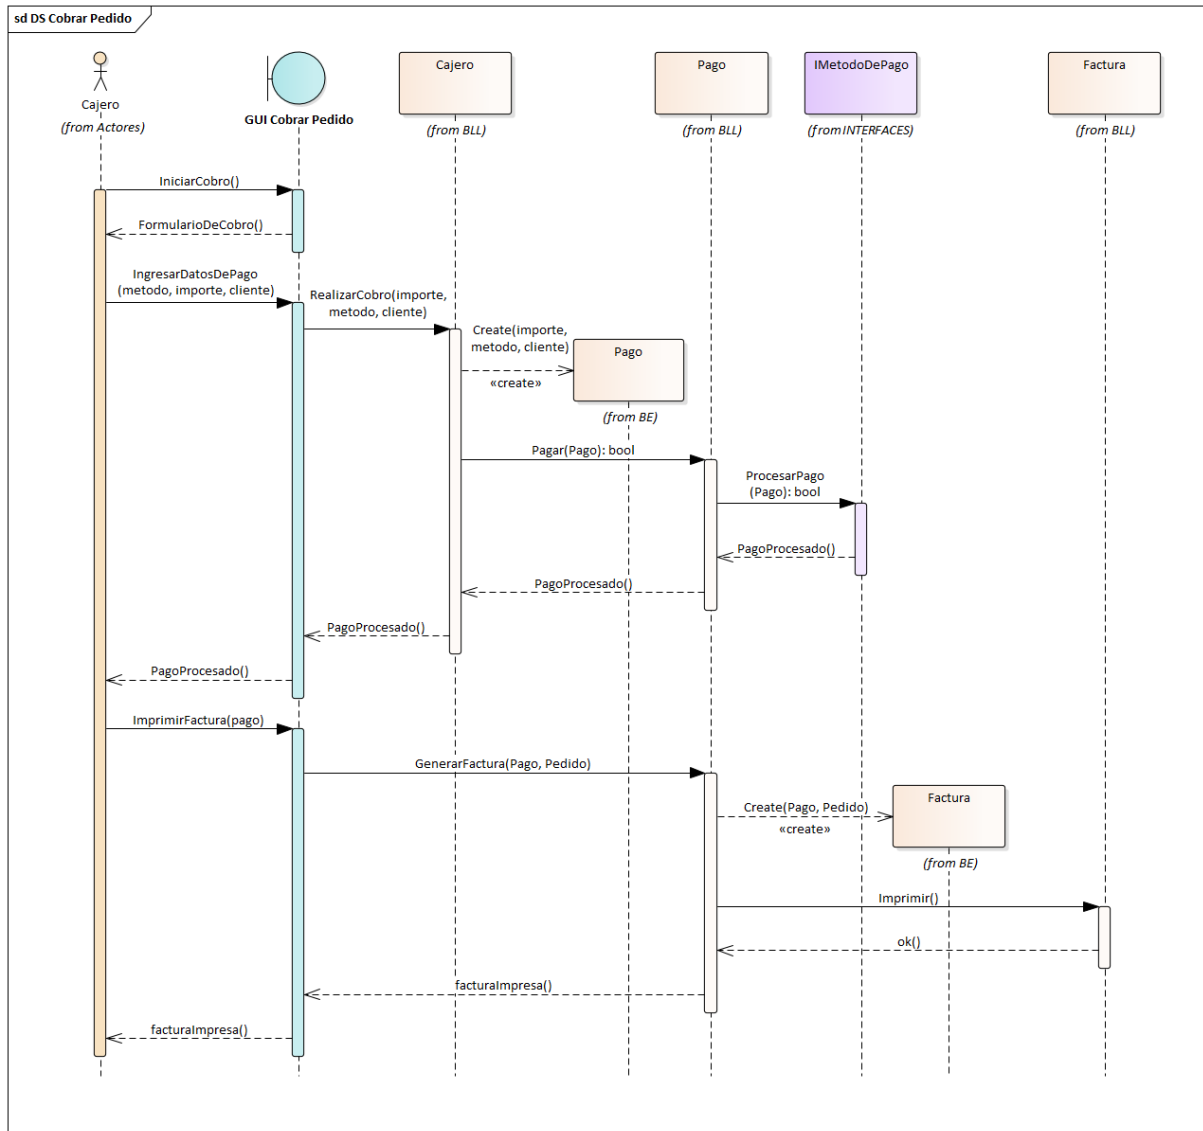 sd DS Cobrar Pedido
Cajero
(from Actores)
GUI Cobrar Pedido
Cajero
(from BLL)
Pago
(from BLL)
IMetodoDePago
(from INTERFACES)
Factura
(from BLL)
IniciarCobro()
FormularioDeCobro()
IngresarDatosDePago
(metodo, importe, cliente)
RealizarCobro(importe,
metodo, cliente)
Create(importe,
metodo, cliente)
«create»
Pago
(from BE)
Pagar(Pago): bool
ProcesarPago
(Pago): bool
PagoProcesado()
PagoProcesado()
PagoProcesado()
PagoProcesado()
ImprimirFactura(pago)
GenerarFactura(Pago, Pedido)
Create(Pago, Pedido)
«create»
Factura
(from BE)
Imprimir()
ok()
facturaImpresa()
facturaImpresa()